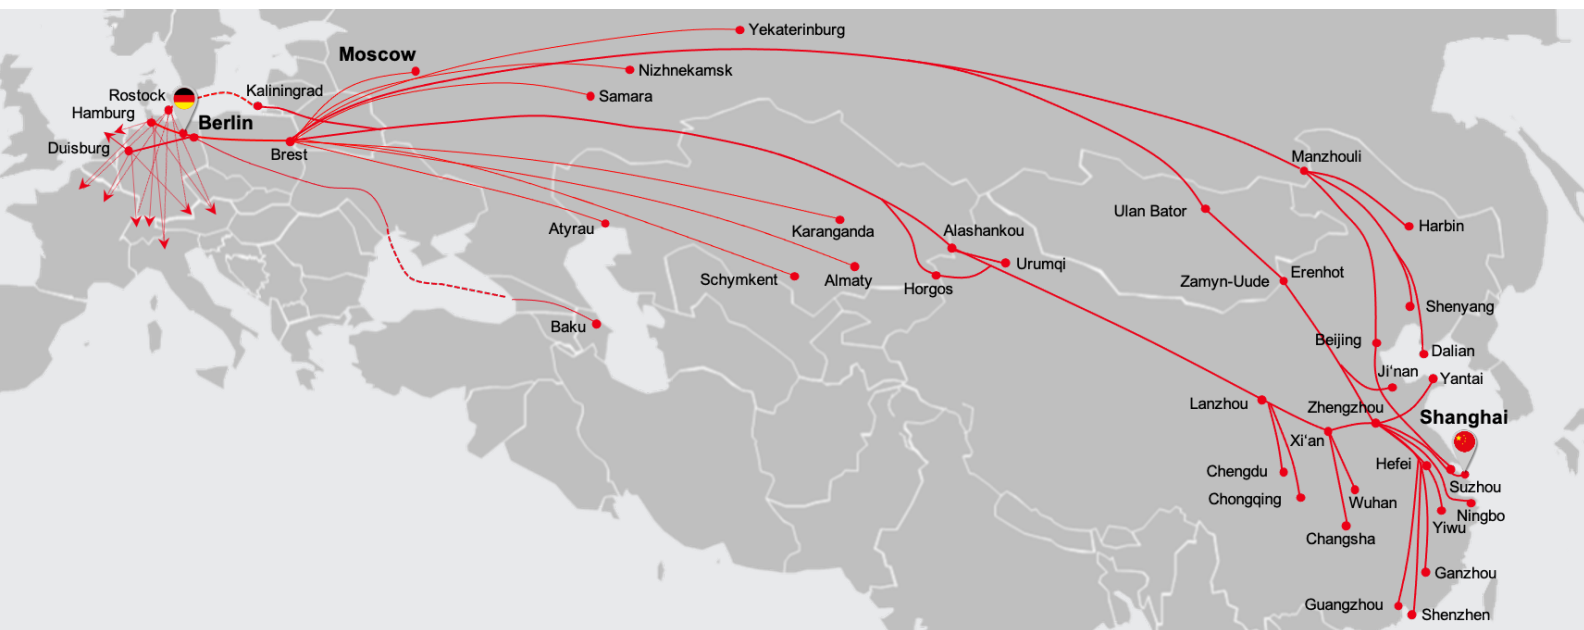 Yekaterinburg
Moscow
Nizhnekamsk
Kaliningrad
Rostock
Samara
Hamburg
Berlin
Duisburg
Brest
Manzhouli
Ulan Bator
Harbin
Atyrau
Karanganda
Alashankou
Urumqi
Erenhot
Schymkent
Almaty
Horgos
Zamyn-Uude
Shenyang
Baku
Beijing
Dalian
Ji'nan
Yantai
Lanzhou
Zhengzhou
Shanghai
Xi'an
Hefei
Chengdu
Suzhou
Chongqing
Wuhan
Ningbo
Yiwu
Changsha
Ganzhou
Guangzhou
Shenzhen